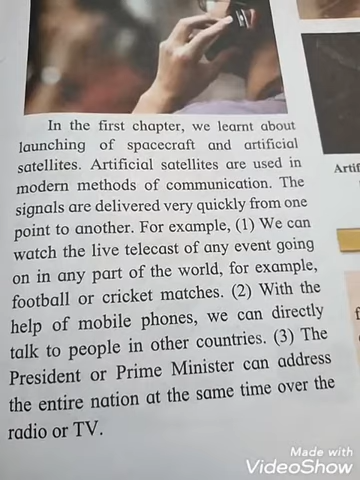 In the first chapter, we learnt about
launching of spacecraft and artificial
satellites. Artificial satellites are used in
modern methods of communication. The
signals are delivered very quickly from one
point to another. For example, (1) We can
watch the live telecast of any event going
on in any part of the world, for example,
football or cricket matches. (2) With the
help of mobile phones, we can directly
talk to people in other countries. (3) The
President or Prime Minister can address
the entire nation at the same time over the
radio or TV.
Artif
f
Made with
VideoShow